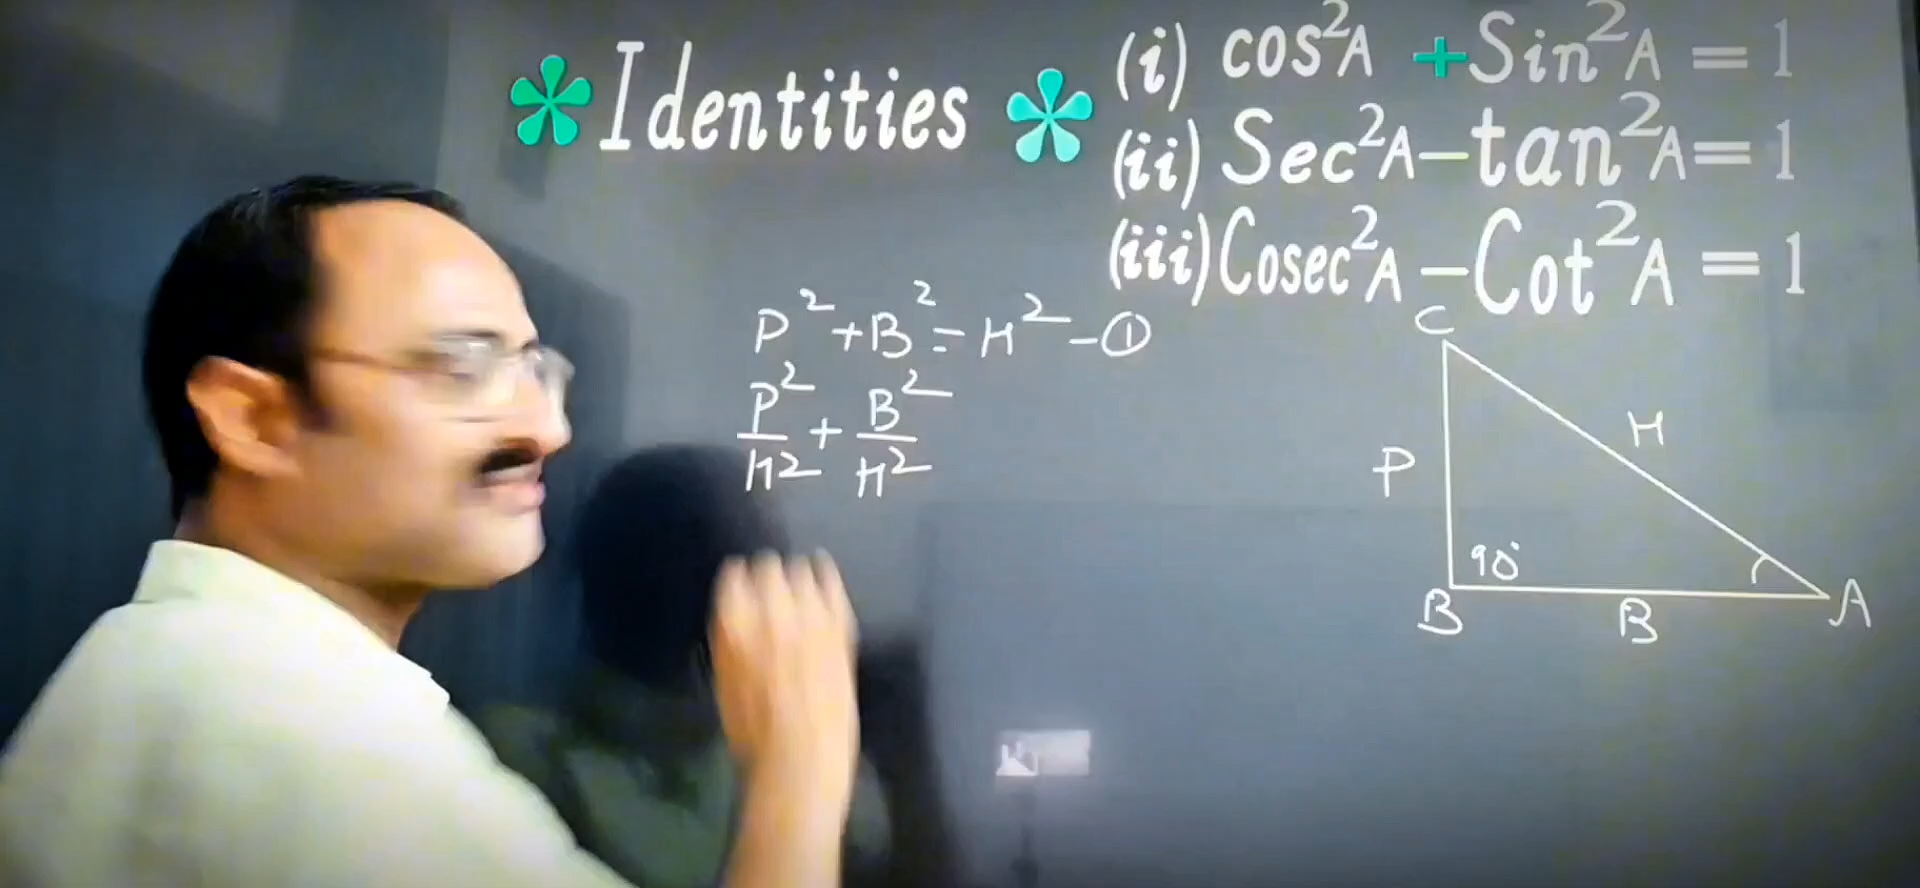 * Identities *
(i) cos²A + Sin²A = 1
(ii) Sec²A – tan²A = 1
(iii) Cosec²A – Cot²A = 1
P² + B² = H² – ①
P²/H² + B²/H²
C
P
H
90°
B
B
A